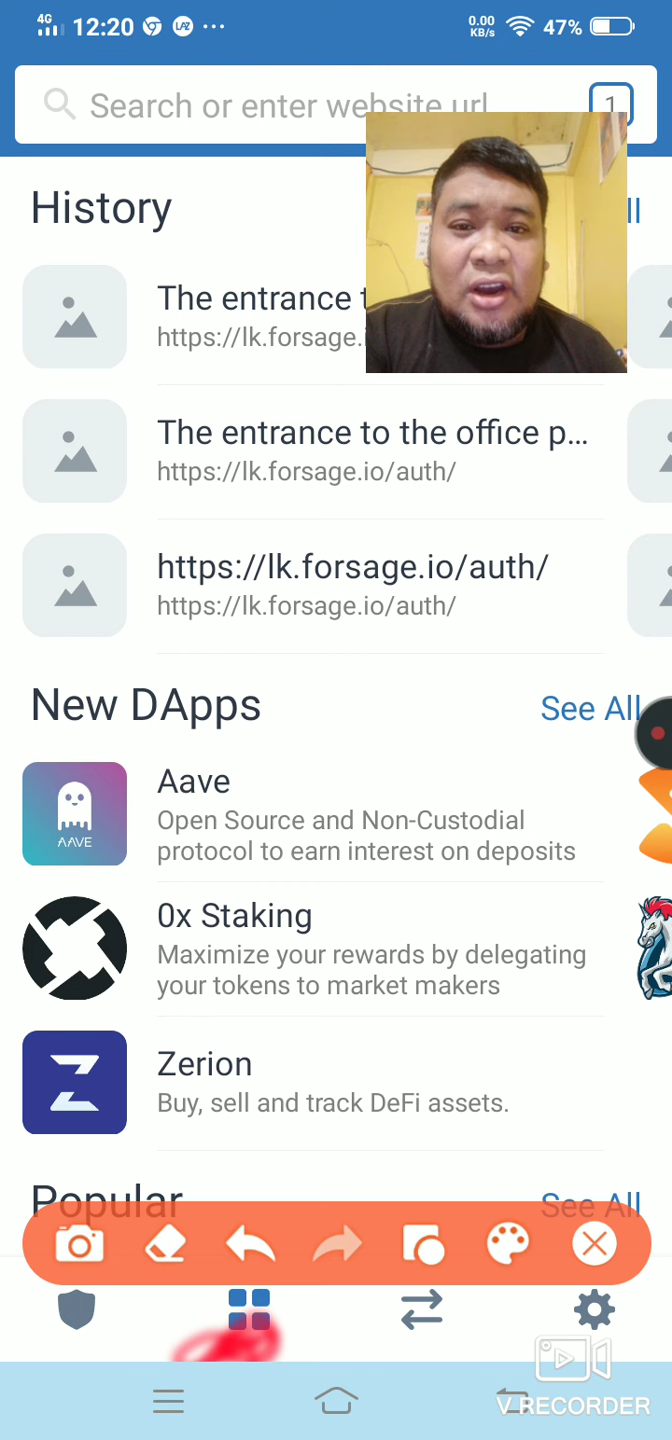 4G 12:20 LAZ ... 0.00 KB/s 47%
Search or enter website url 1
History
The entrance
https://lk.forsage.
The entrance to the office p...
https://lk.forsage.io/auth/
https://lk.forsage.io/auth/
https://lk.forsage.io/auth/
New DApps See All
Aave
AAVE
Open Source and Non-Custodial
protocol to earn interest on deposits
0x Staking
Maximize your rewards by delegating
your tokens to market makers
Zerion
Buy, sell and track DeFi assets.
Popular See All
V.RECORDER